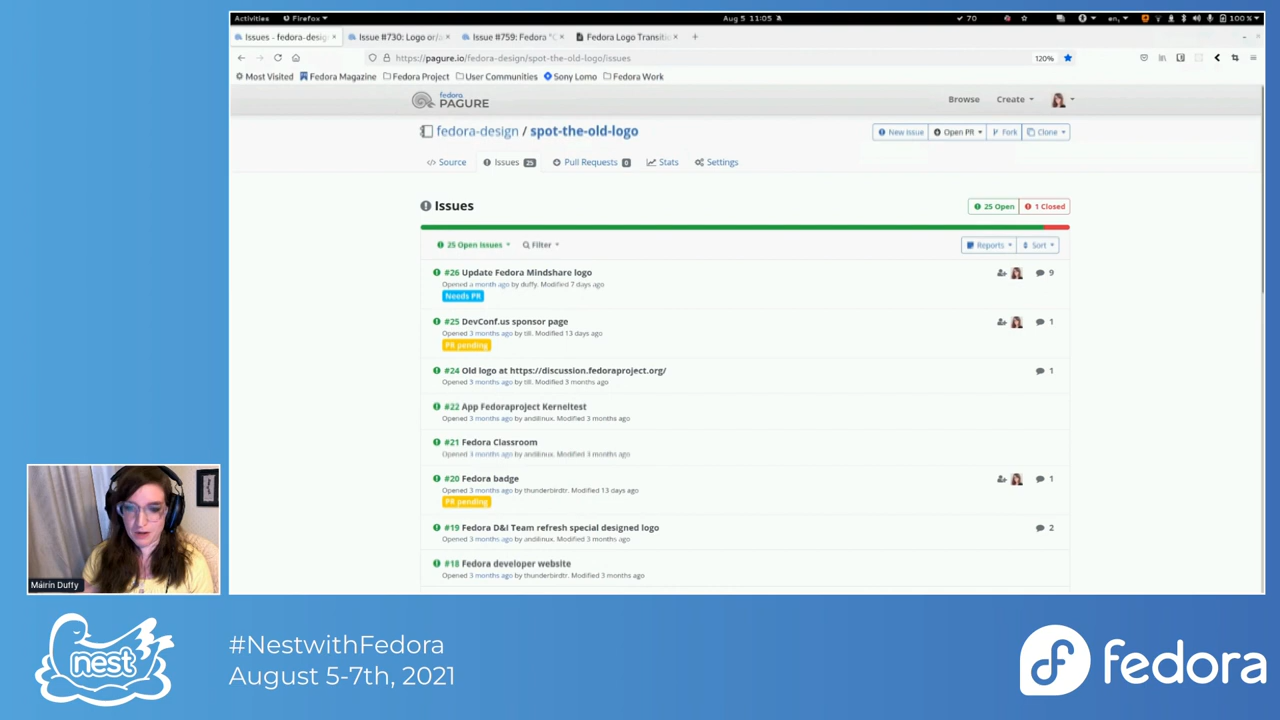 Activities Firefox Aug 5 11:05 70 en, 100 %
Issues - fedora-desig Issue #730: Logo or/a Issue #759: Fedora "C Fedora Logo Transiti
https://pagure.io/fedora-design/spot-the-old-logo/issues 120%
Most Visited Fedora Magazine Fedora Project User Communities Sony Lomo Fedora Work
fedora
PAGURE Browse Create
fedora-design / spot-the-old-logo New Issue Open PR Fork Clone
Source Issues 25 Pull Requests 0 Stats Settings
Issues 25 Open 1 Closed
25 Open Issues Filter Reports Sort
#26 Update Fedora Mindshare logo 9
Opened a month ago by duffy. Modified 7 days ago
Needs PR
#25 DevConf.us sponsor page 1
Opened 3 months ago by till. Modified 13 days ago
PR pending
#24 Old logo at https://discussion.fedoraproject.org/ 1
Opened 3 months ago by till. Modified 3 months ago
#22 App Fedoraproject Kerneltest
Opened 3 months ago by andilinux. Modified 3 months ago
#21 Fedora Classroom
Opened 3 months ago by andilinux. Modified 3 months ago
#20 Fedora badge 1
Opened 3 months ago by thunderbirdtr. Modified 13 days ago
PR pending
#19 Fedora D&I Team refresh special designed logo 2
Opened 3 months ago by andilinux. Modified 3 months ago
#18 Fedora developer website
Opened 3 months ago by thunderbirdtr. Modified 3 months ago
Máirín Duffy
nest
#NestwithFedora
August 5-7th, 2021
fedora